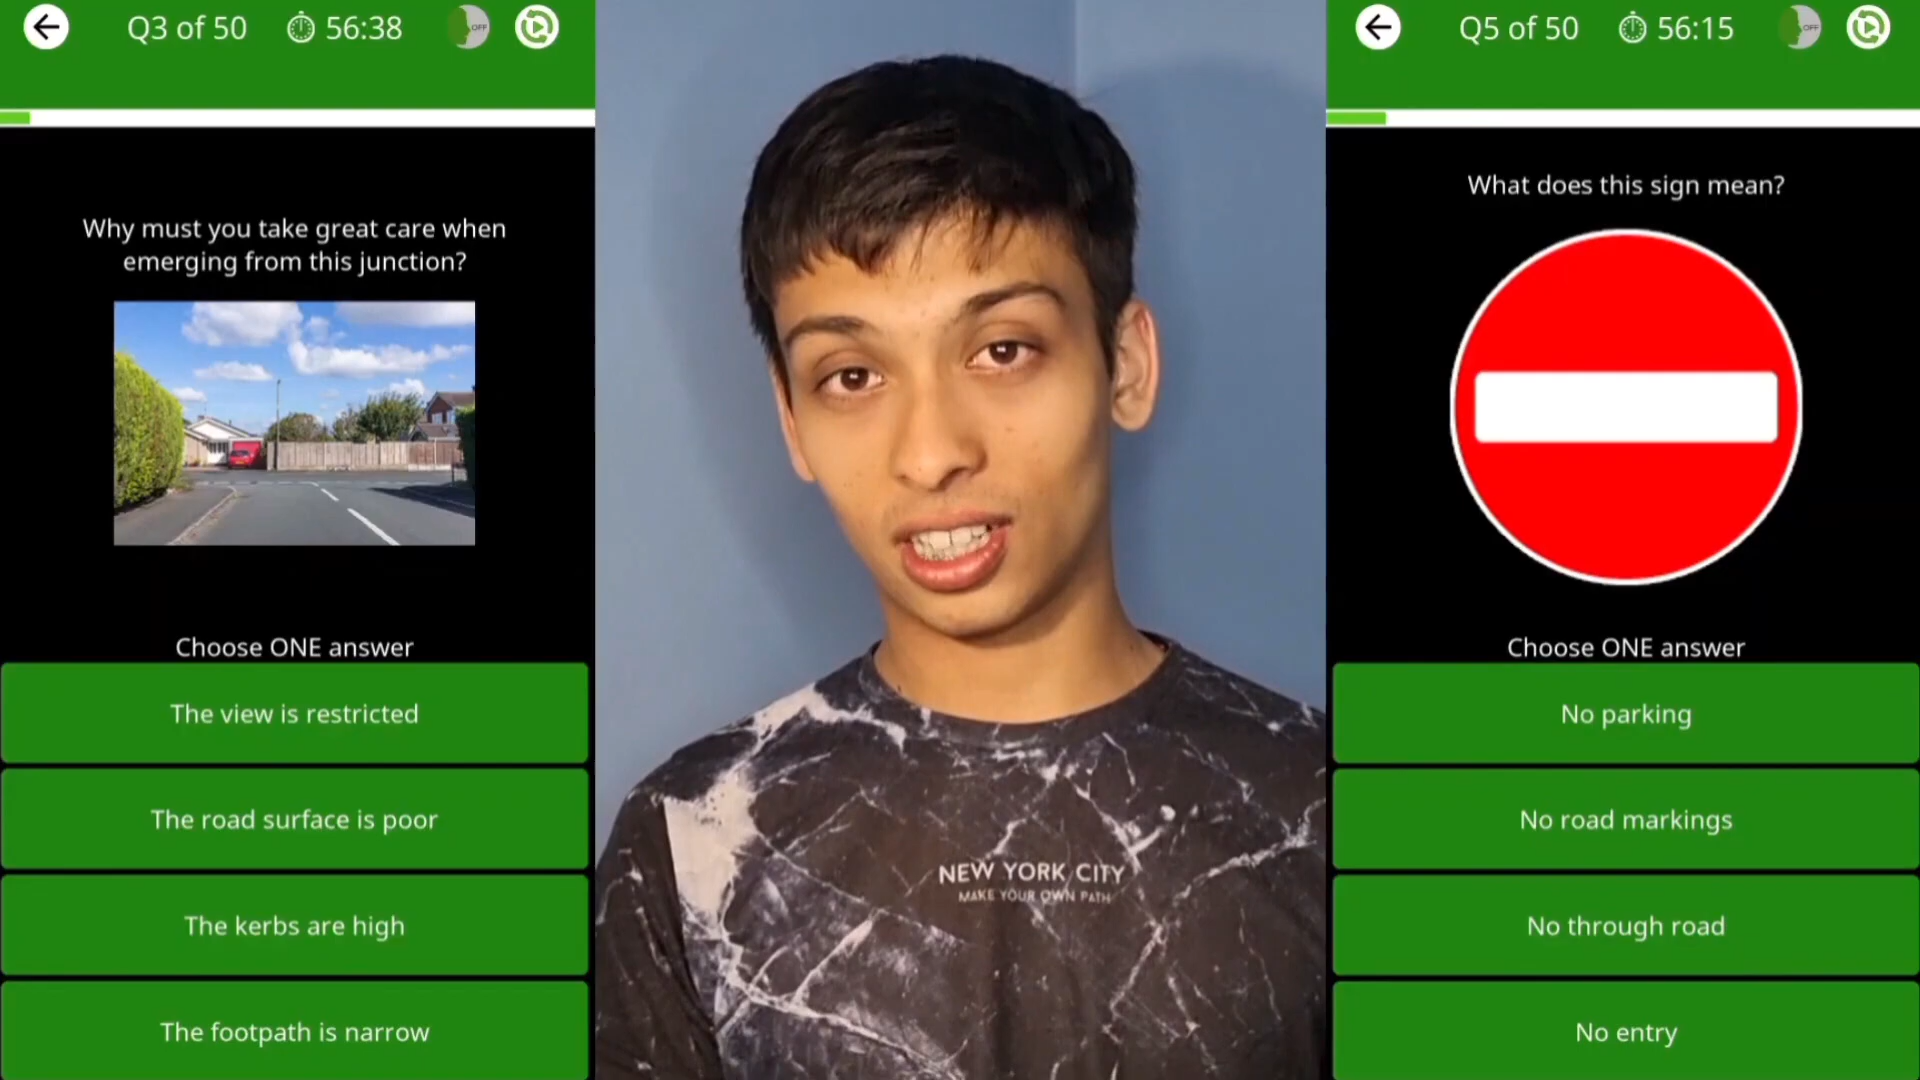 Q3 of 50
56:38
OFF
Why must you take great care when
emerging from this junction?
Choose ONE answer
The view is restricted
The road surface is poor
The kerbs are high
The footpath is narrow
NEW YORK CITY
MAKE YOUR OWN PATH
Q5 of 50
56:15
OFF
What does this sign mean?
Choose ONE answer
No parking
No road markings
No through road
No entry